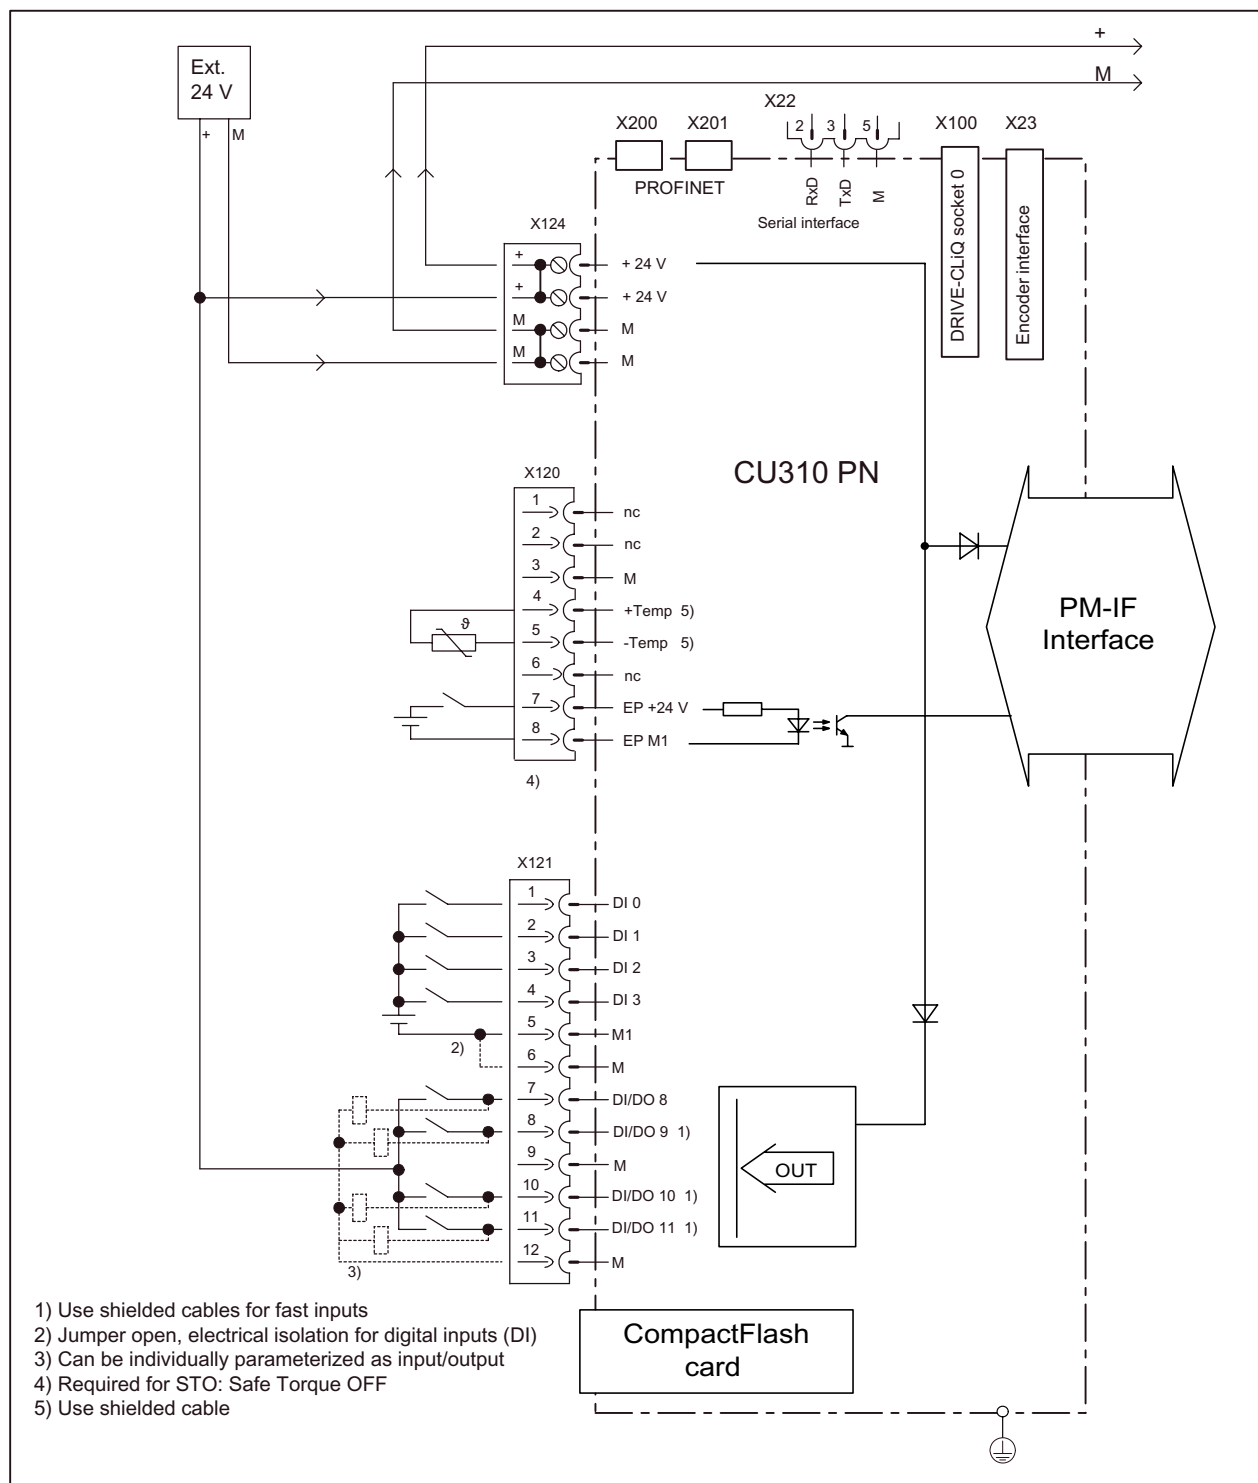 +
M
Ext.
24 V
+ M
X22
X200 X201 2 3 5 X100 X23
PROFINET
RxD
TxD
M
Serial interface
DRIVE-CLiQ socket 0
Encoder interface
X124
+ + 24 V
+ + 24 V
M M
M M
CU310 PN
X120
1 nc
2 nc
3 M
4 +Temp 5)
ϑ
5 -Temp 5)
6 nc
7 EP +24 V
8 EP M1
4)
PM-IF
Interface
X121
1 DI 0
2 DI 1
3 DI 2
4 DI 3
5 M1
2)
6 M
7 DI/DO 8
8 DI/DO 9 1)
9 M
OUT
10 DI/DO 10 1)
11 DI/DO 11 1)
12 M
3)
1) Use shielded cables for fast inputs
2) Jumper open, electrical isolation for digital inputs (DI)
3) Can be individually parameterized as input/output
4) Required for STO: Safe Torque OFF
5) Use shielded cable
CompactFlash
card